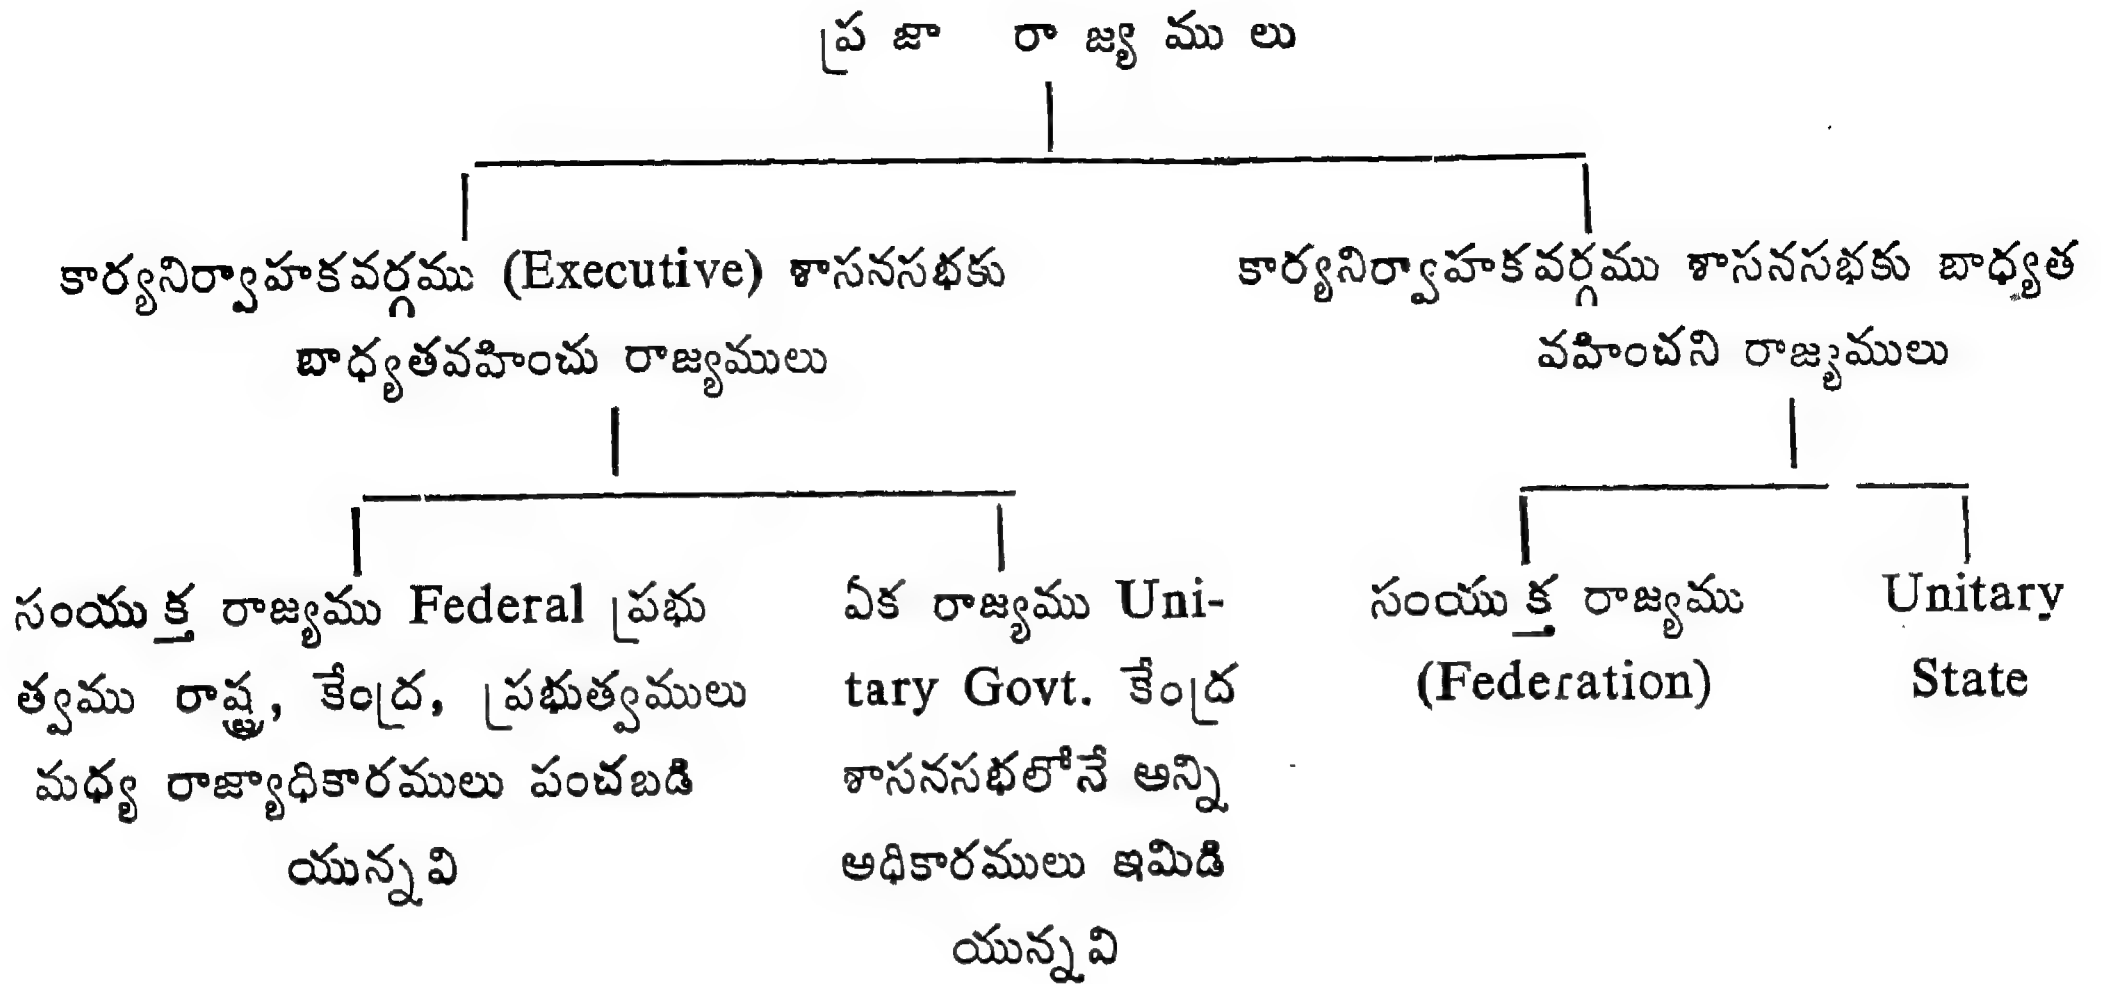 ప్రజా రాజ్యములు
కార్యనిర్వాహకవర్గము (Executive) శాసనసభకు
బాధ్యతవహించు రాజ్యములు
కార్యనిర్వాహకవర్గము శాసనసభకు బాధ్యత
వహించని రాజ్యములు
సంయుక్త రాజ్యము Federal ప్రభు
త్వము రాష్ట్ర, కేంద్ర, ప్రభుత్వములు
మధ్య రాజ్యాధికారములు పంచబడి
యున్నవి
ఏక రాజ్యము Uni-
tary Govt. కేంద్ర
శాసనసభలోనే అన్ని
అధికారములు ఇమిడి
యున్నవి
సంయుక్త రాజ్యము
(Federation)
Unitary
State